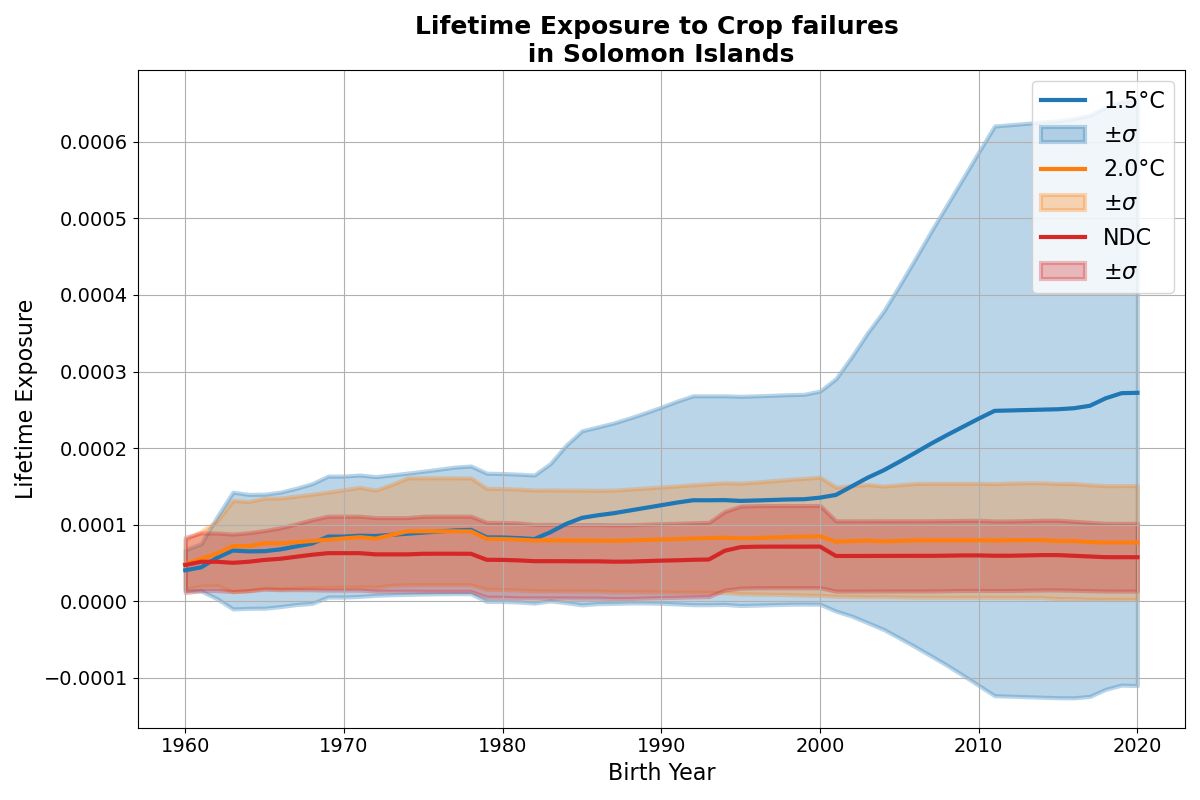 Lifetime Exposure to Crop failures
in Solomon Islands
1.5°C
±σ
2.0°C
±σ
NDC
±σ
0.0006
0.0005
0.0004
0.0003
0.0002
0.0001
0.0000
−0.0001
Lifetime Exposure
1960 1970 1980 1990 2000 2010 2020
Birth Year